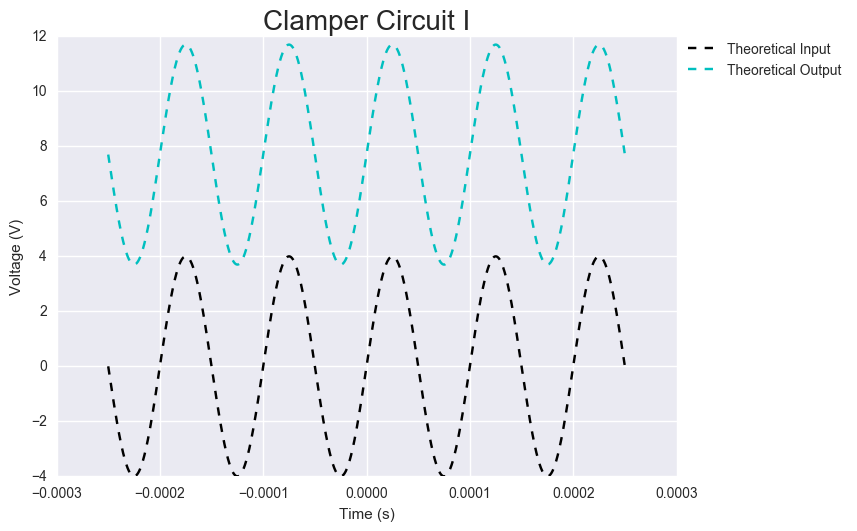 Clamper Circuit I
12
10
8
6
4
2
0
−2
−4
Voltage (V)
−0.0003 −0.0002 −0.0001 0.0000 0.0001 0.0002 0.0003
Time (s)
Theoretical Input
Theoretical Output